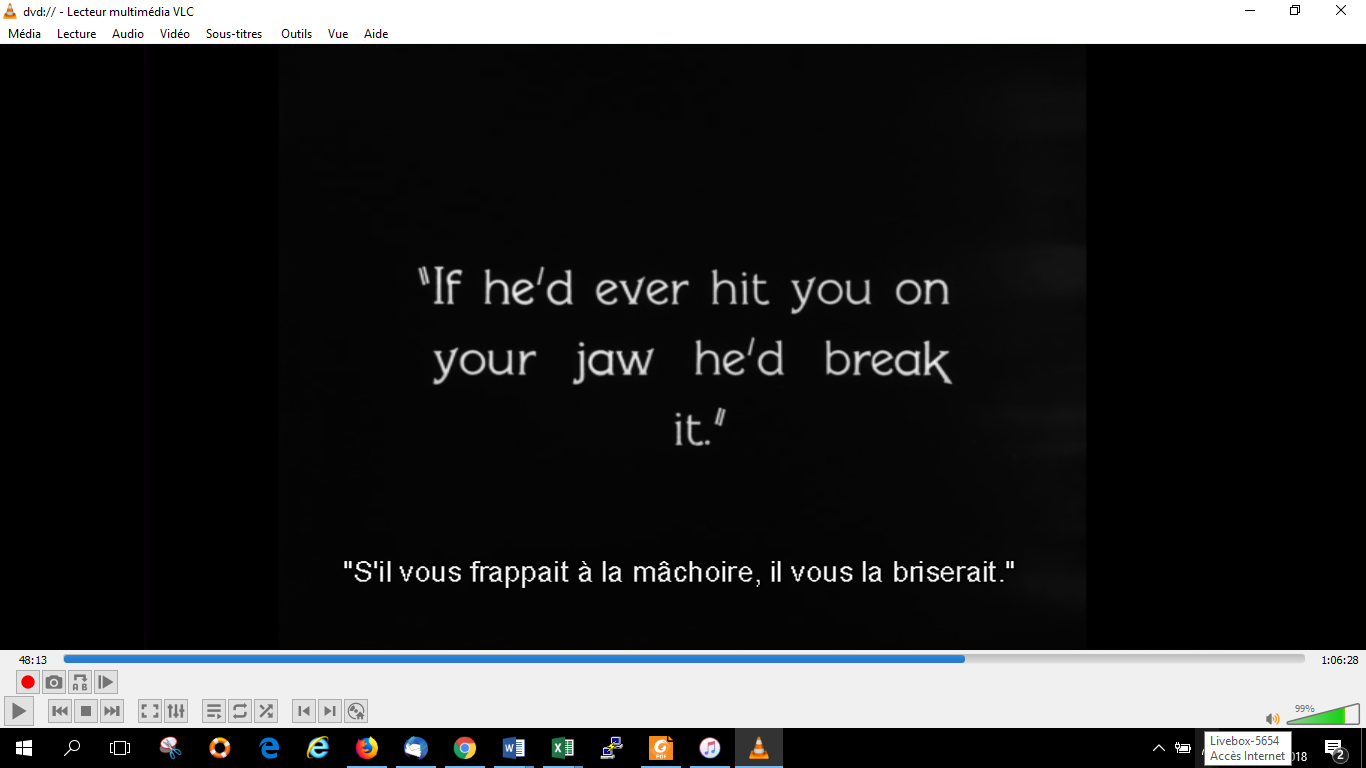 dvd:// - Lecteur multimédia VLC
Média Lecture Audio Vidéo Sous-titres Outils Vue Aide
"If he'd ever hit you on
your jaw he'd break
it."
"S'il vous frappait à la mâchoire, il vous la briserait."
48:13 1:06:28
A B
99%
W X PDF
Livebox-5654
Accès Internet
018
2